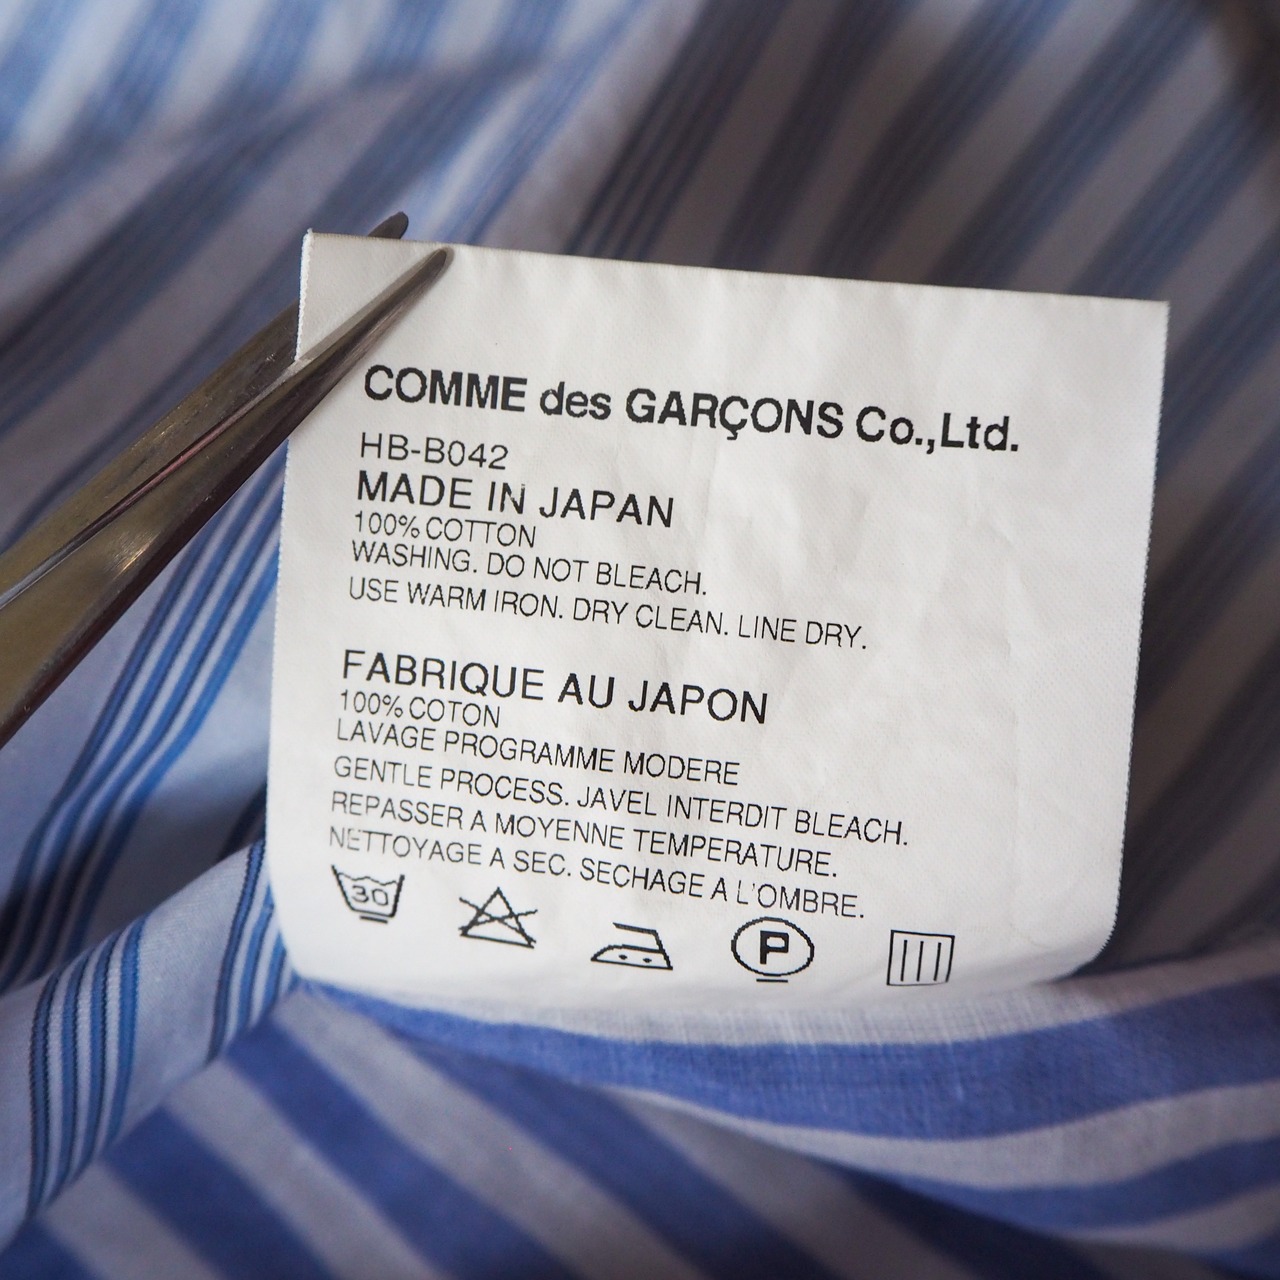 COMME des GARÇONS Co.,Ltd.
HB-B042
MADE IN JAPAN
100% COTTON
WASHING. DO NOT BLEACH.
USE WARM IRON. DRY CLEAN. LINE DRY.
FABRIQUE AU JAPON
100% COTON
LAVAGE PROGRAMME MODERE
GENTLE PROCESS. JAVEL INTERDIT BLEACH.
REPASSER A MOYENNE TEMPERATURE.
NETTOYAGE A SEC. SECHAGE A L'OMBRE.
30 P